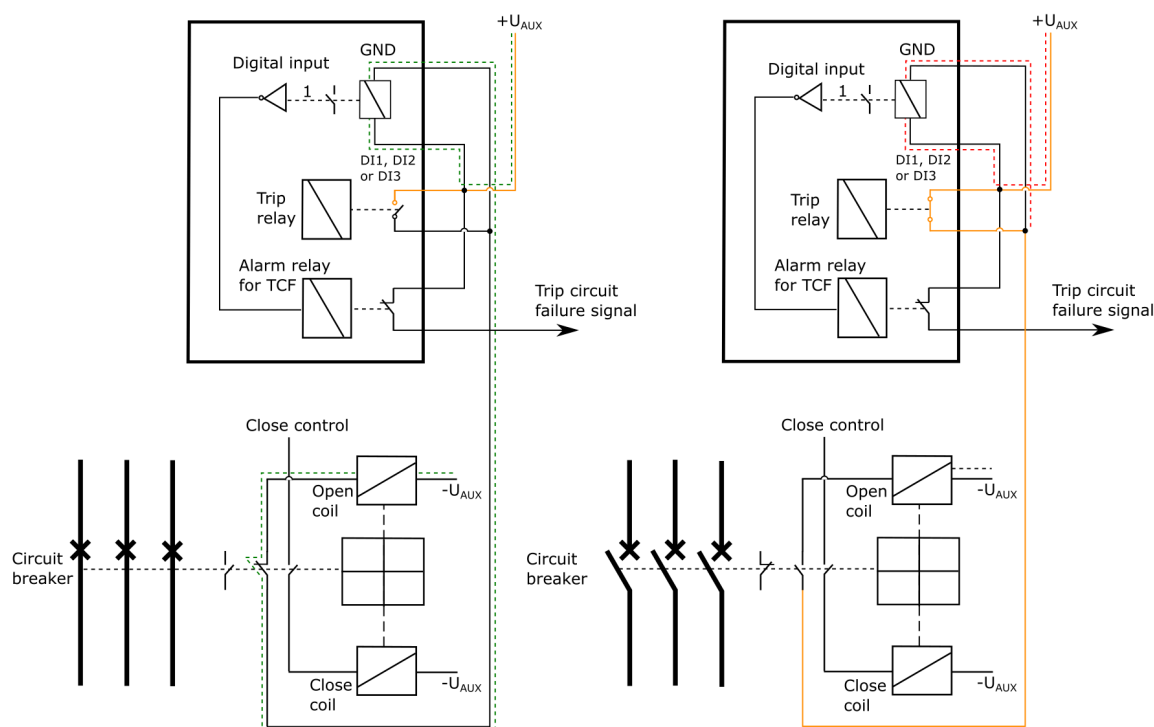 +UAUX
GND
Digital input
1
DI1, DI2
or DI3
Trip
relay
Alarm relay
for TCF
Trip circuit
failure signal
Close control
Open
coil
-UAUX
Circuit
breaker
Close
coil
-UAUX
+UAUX
GND
Digital input
1
DI1, DI2
or DI3
Trip
relay
Alarm relay
for TCF
Trip circuit
failure signal
Close control
Open
coil
-UAUX
Circuit
breaker
Close
coil
-UAUX